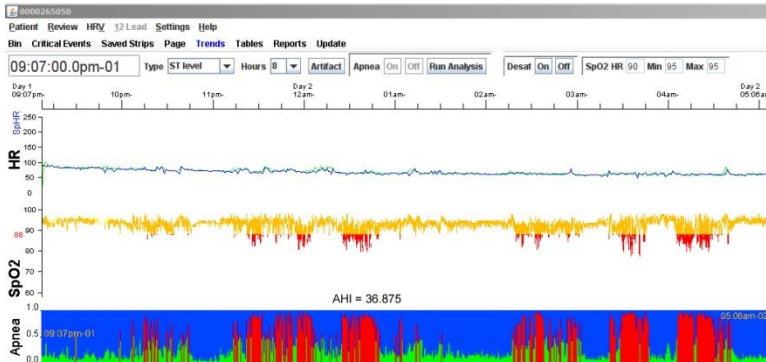 0000265050
Patient Review HRV 12 Lead Settings Help
Bin Critical Events Saved Strips Page Trends Tables Reports Update
09:07:00.0pm-01 Type ST level Hours 8 Artifact Apnea On Off Run Analysis Desat On Off SpO2 HR 90 Min 95 Max 95
Day 1 Day 2 Day 2
09:07pm- 10pm- 11pm- 12am- 01am- 02am- 03am- 04am- 05:06a
SpHR
HR
250
200
150
100
50
0
SpO2
100
88 90
80
70
60
AHI = 36.875
Apnea
1.0
0.5
0.0
09:07pm-01
05:06am-02